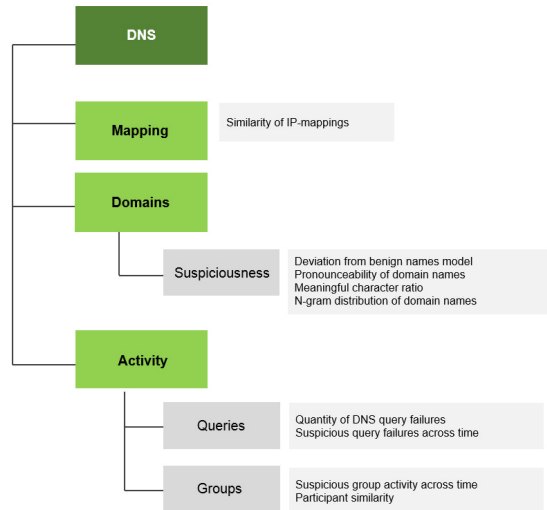 DNS
Mapping
Similarity of IP-mappings
Domains
Suspiciousness
Deviation from benign names model
Pronounceability of domain names
Meaningful character ratio
N-gram distribution of domain names
Activity
Queries
Quantity of DNS query failures
Suspicious query failures across time
Groups
Suspicious group activity across time
Participant similarity